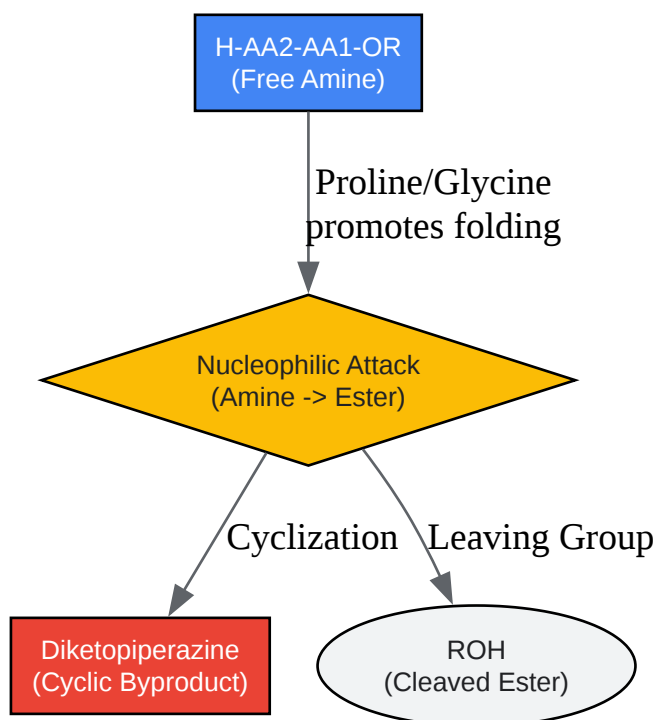 H-AA2-AA1-OR
(Free Amine)
Proline/Glycine
promotes folding
Nucleophilic Attack
(Amine -> Ester)
Cyclization
Leaving Group
Diketopiperazine
(Cyclic Byproduct)
ROH
(Cleaved Ester)